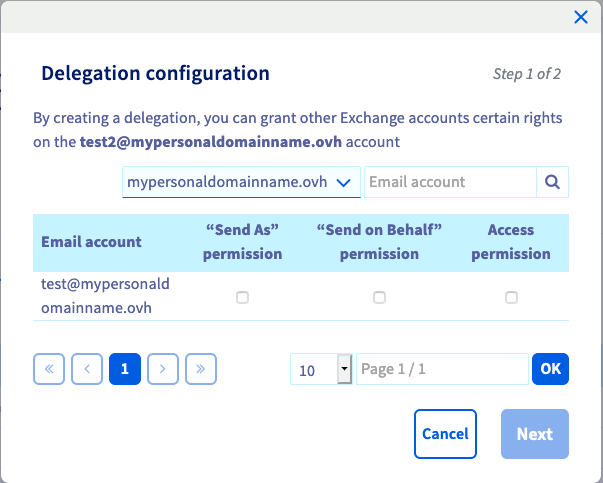 Delegation configuration Step 1 of 2
By creating a delegation, you can grant other Exchange accounts certain rights
on the test2@mypersonaldomainname.ovh account
mypersonaldomainname.ovh Email account
Email account “Send As” permission “Send on Behalf” permission Access permission
test@mypersonald
omainname.ovh
« ‹ 1 › » 10 Page 1 / 1 OK
Cancel Next